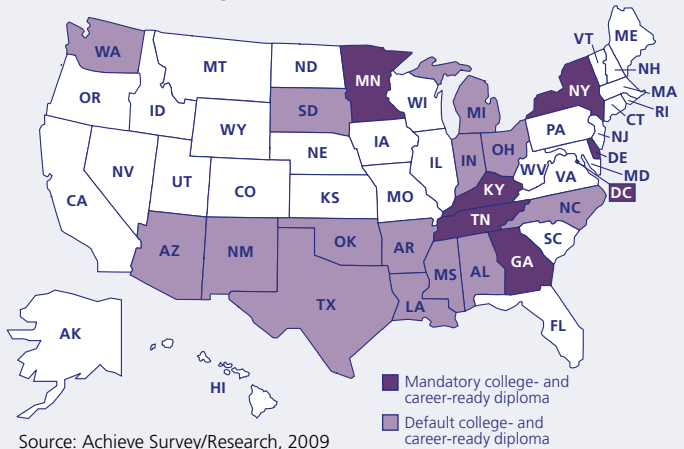 WA
MT
ND
MN
VT
ME
NH
MA
RI
CT
NY
OR
ID
SD
WI
MI
WY
PA
NJ
IA
NE
NV
IL
IN
OH
DE
MD
DC
WV
VA
UT
CO
KS
MO
KY
CA
NC
TN
AZ
NM
OK
AR
SC
MS
AL
GA
TX
LA
FL
AK
HI
Mandatory college- and
career-ready diploma
Default college- and
career-ready diploma
Source: Achieve Survey/Research, 2009